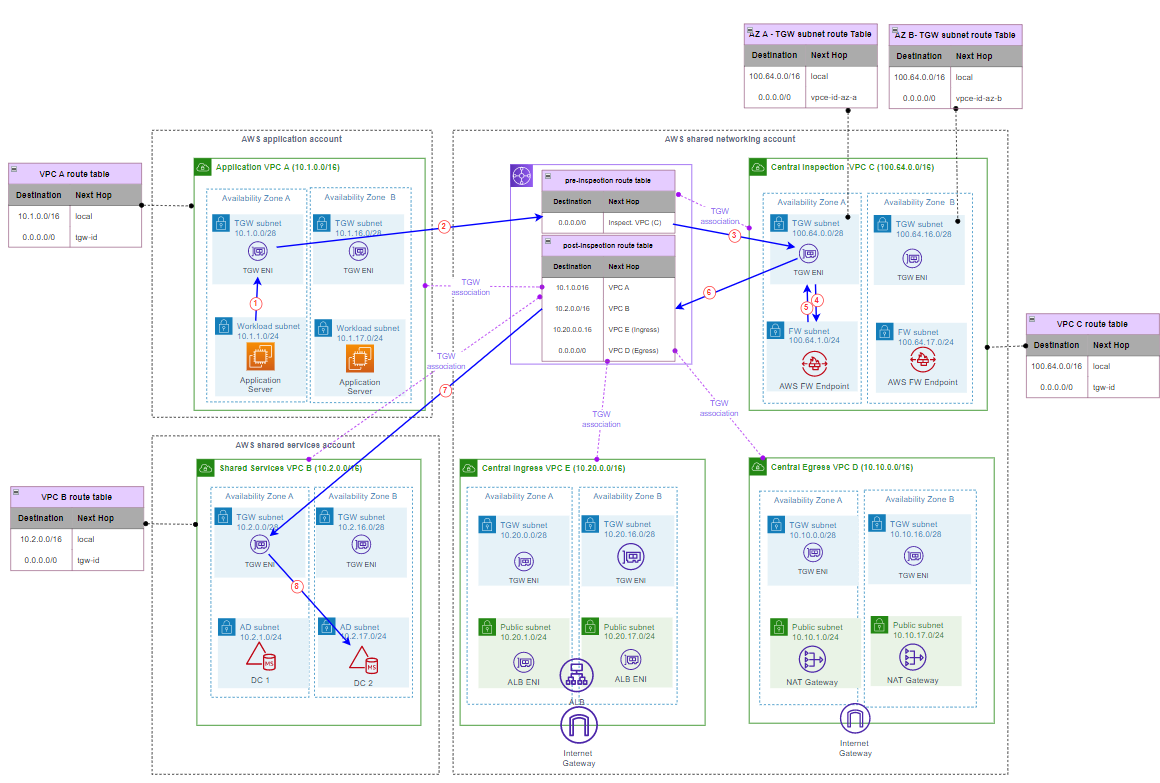 AZ A - TGW subnet route Table
Destination Next Hop
100.64.0.0/16 local
0.0.0.0/0 vpce-id-az-a
AZ B- TGW subnet route Table
Destination Next Hop
100.64.0.0/16 local
0.0.0.0/0 vpce-id-az-b
AWS application account
AWS shared networking account
VPC A route table
Destination Next Hop
10.1.0.0/16 local
0.0.0.0/0 tgw-id
Application VPC A (10.1.0.0/16)
Availability Zone A
TGW subnet
10.1.0.0/28
TGW ENI
1
Workload subnet
10.1.1.0/24
Application
Server
Availability Zone B
TGW subnet
10.1.16.0/28
TGW ENI
Workload subnet
10.1.17.0/24
Application
Server
2
pre-inspection route table
Destination Next Hop
0.0.0.0/0 Inspect. VPC (C)
post-inspection route table
Destination Next Hop
10.1.0.016 VPC A
10.2.0.0/16 VPC B
10.20.0.0.16 VPC E (Ingress)
0.0.0.0/0 VPC D (Egress)
TGW
association
TGW
association
TGW
association
TGW
association
TGW
association
3
6
7
Central Inspection VPC C (100.64.0.0/16)
Availability Zone A
TGW subnet
100.64.0.0/28
TGW ENI
5
4
FW subnet
100.64.1.0/24
AWS FW Endpoint
Availability Zone B
TGW subnet
100.64.16.0/28
TGW ENI
FW subnet
100.64.17.0/24
AWS FW Endpoint
VPC C route table
Destination Next Hop
100.64.0.0/16 local
0.0.0.0/0 tgw-id
AWS shared services account
VPC B route table
Destination Next Hop
10.2.0.0/16 local
0.0.0.0/0 tgw-id
Shared Services VPC B (10.2.0.0/16)
Availability Zone A
TGW subnet
10.2.0.0/28
TGW ENI
8
AD subnet
10.2.1.0/24
DC 1
Availability Zone B
TGW subnet
10.2.16.0/28
TGW ENI
AD subnet
10.2.17.0/24
MS
MS
DC 2
Central Ingress VPC E (10.20.0.0/16)
Availability Zone A
TGW subnet
10.20.0.0/28
TGW ENI
Public subnet
10.20.1.0/24
ALB ENI
Availability Zone B
TGW subnet
10.20.16.0/28
TGW ENI
Public subnet
10.20.17.0/24
ALB ENI
ALB
Internet
Gateway
Central Egress VPC D (10.10.0.0/16)
Availability Zone A
TGW subnet
10.10.0.0/28
TGW ENI
Public subnet
10.10.1.0/24
NAT Gateway
Availability Zone B
TGW subnet
10.10.16.0/28
TGW ENI
Public subnet
10.10.17.0/24
NAT Gateway
Internet
Gateway